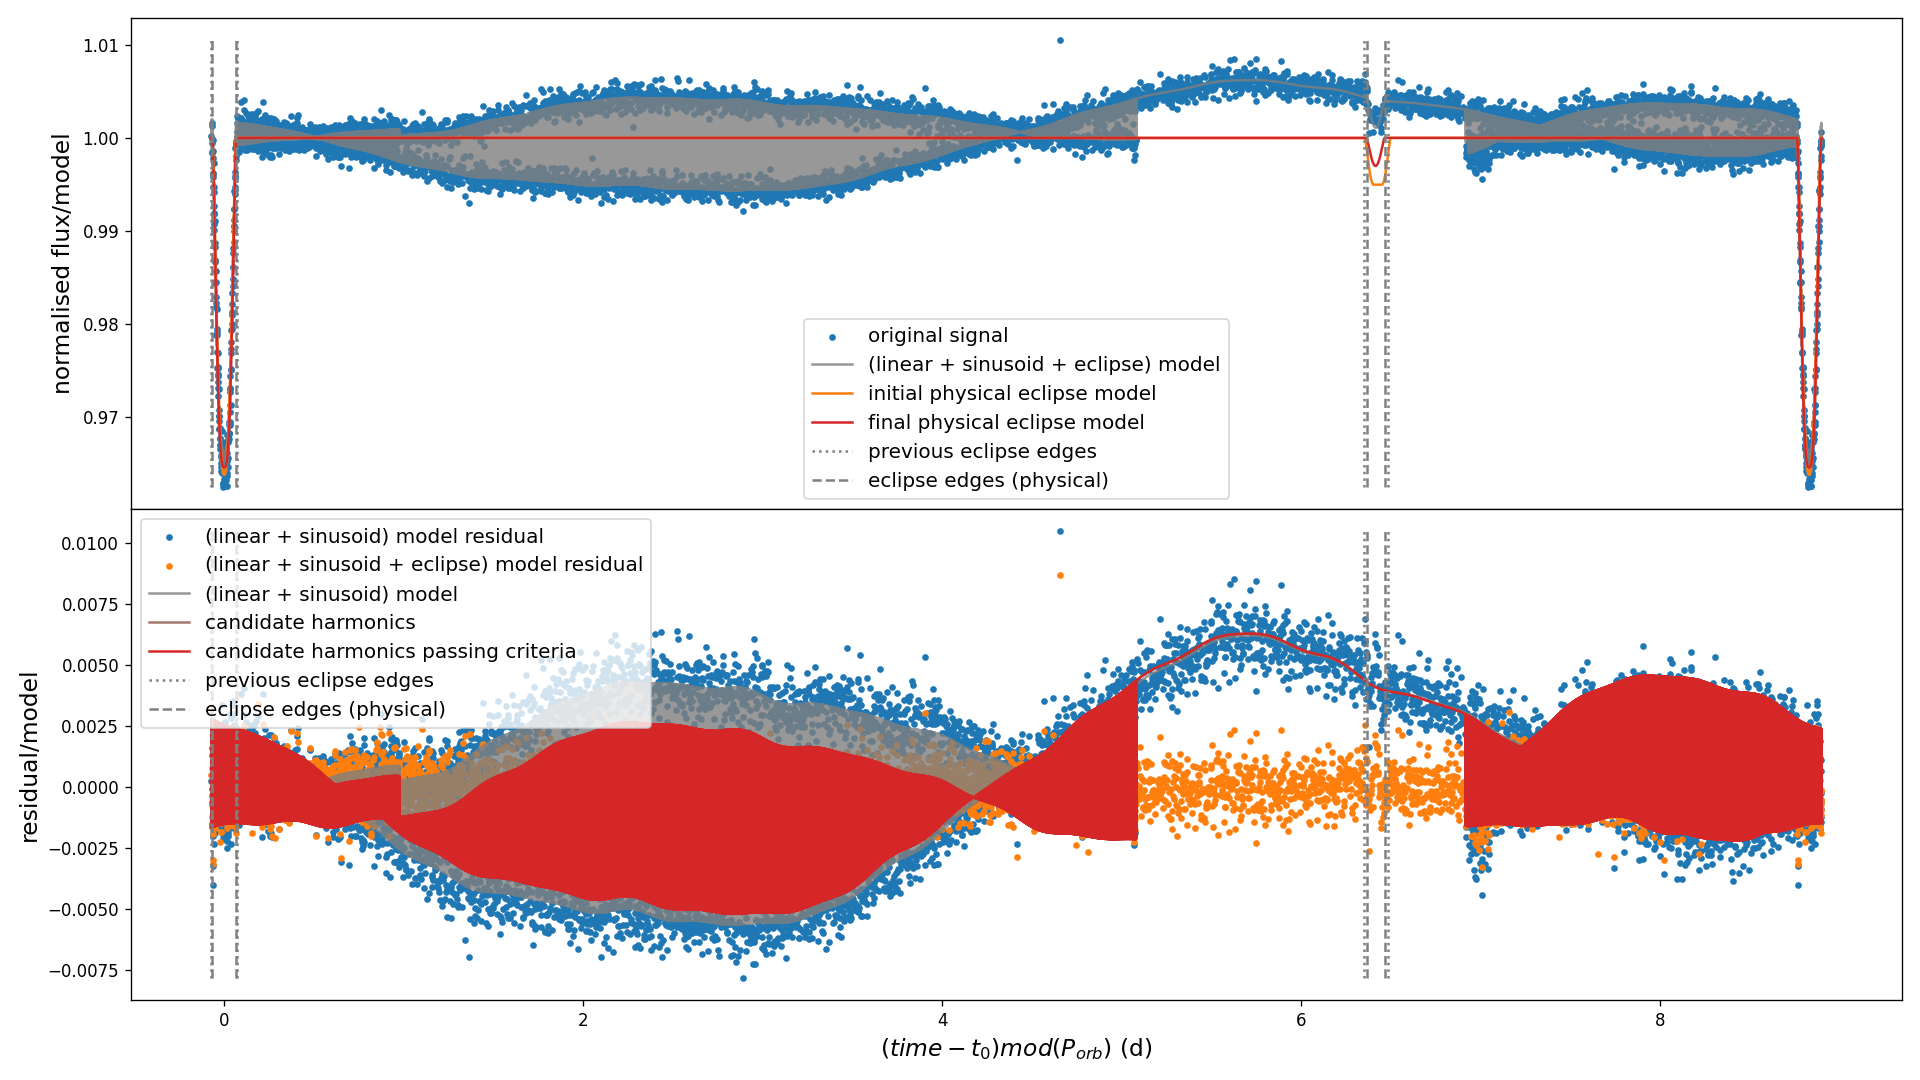 normalised flux/model
1.01
1.00
0.99
0.98
0.97
original signal
(linear + sinusoid + eclipse) model
initial physical eclipse model
final physical eclipse model
previous eclipse edges
eclipse edges (physical)
residual/model
0.0100
0.0075
0.0050
0.0025
0.0000
−0.0025
−0.0050
−0.0075
(linear + sinusoid) model residual
(linear + sinusoid + eclipse) model residual
(linear + sinusoid) model
candidate harmonics
candidate harmonics passing criteria
previous eclipse edges
eclipse edges (physical)
0 2 4 6 8
(time − t₀)mod(Pₒᵣb) (d)